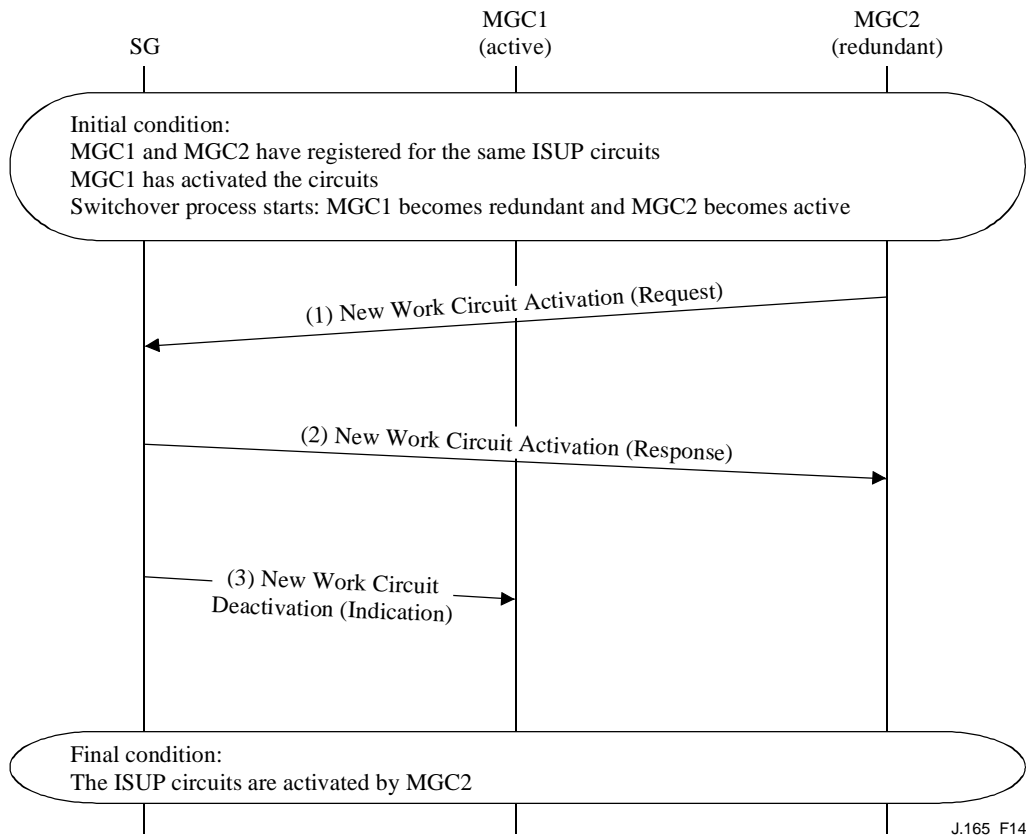 SG
MGC1
(active)
MGC2
(redundant)
Initial condition:
MGC1 and MGC2 have registered for the same ISUP circuits
MGC1 has activated the circuits
Switchover process starts: MGC1 becomes redundant and MGC2 becomes active
(1) New Work Circuit Activation (Request)
(2) New Work Circuit Activation (Response)
(3) New Work Circuit
Deactivation (Indication)
Final condition:
The ISUP circuits are activated by MGC2
J.165_F14